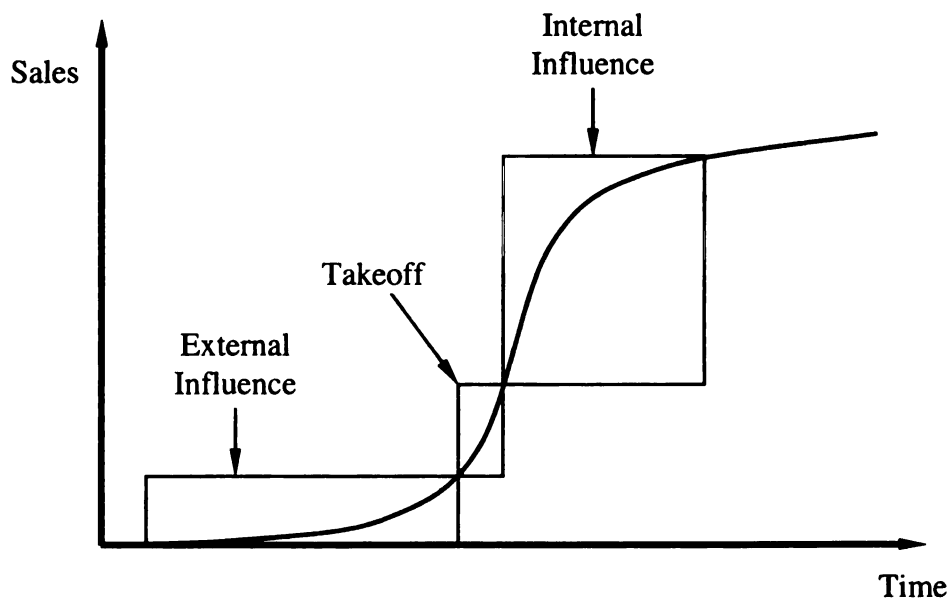 Internal
Influence
Sales
Takeoff
External
Influence
Time